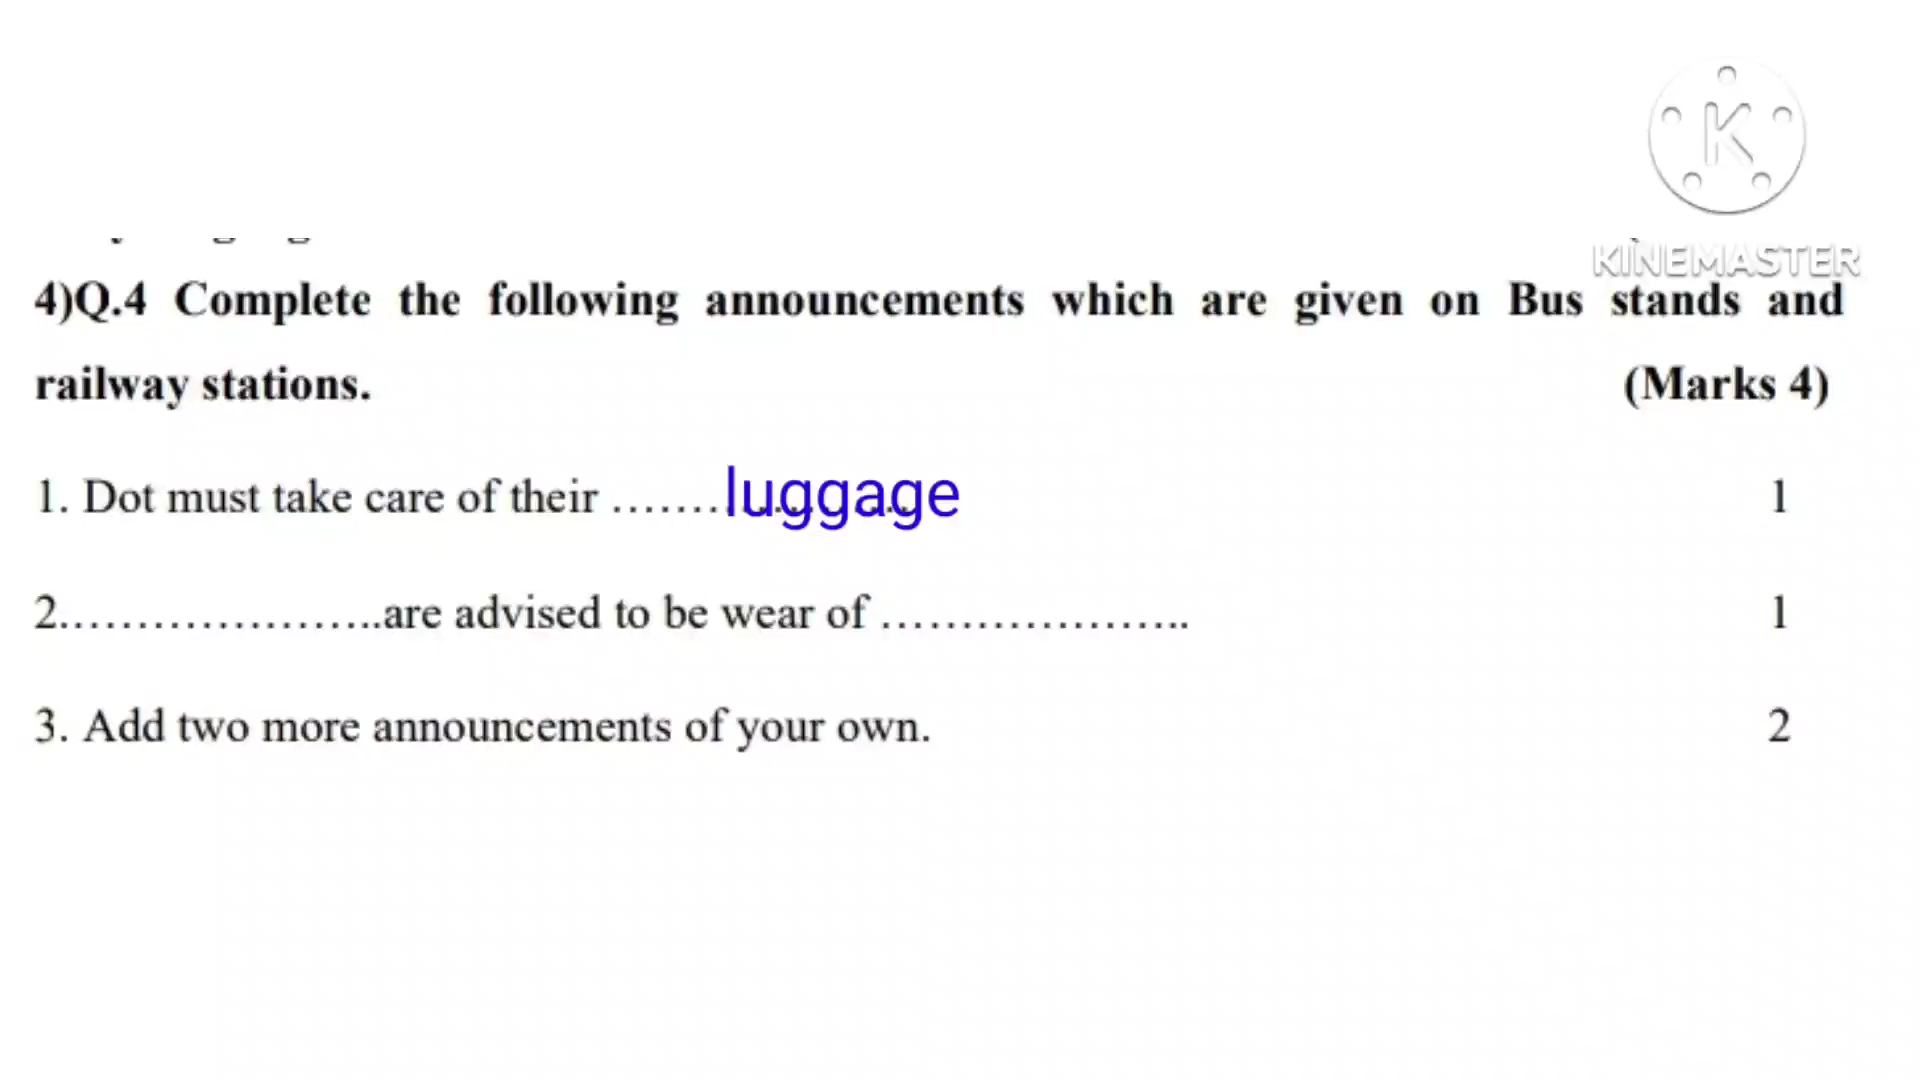 K
KINEMASTER
4)Q.4 Complete the following announcements which are given on Bus stands and
railway stations. (Marks 4)
1. Dot must take care of their ....... luggage 1
2.…………………..are advised to be wear of ……………….. 1
3. Add two more announcements of your own. 2